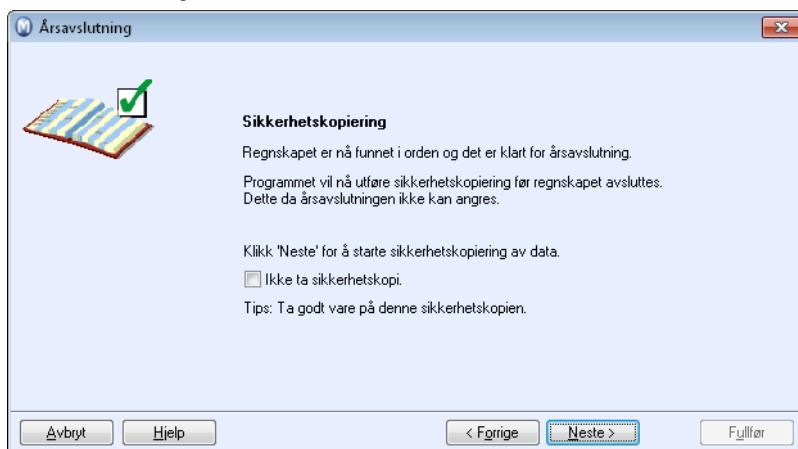 Årsavslutning
Sikkerhetskopiering
Regnskapet er nå funnet i orden og det er klart for årsavslutning.
Programmet vil nå utføre sikkerhetskopiering før regnskapet avsluttes.
Dette da årsavslutningen ikke kan angres.
Klikk 'Neste' for å starte sikkerhetskopiering av data.
Ikke ta sikkerhetskopi.
Tips: Ta godt vare på denne sikkerhetskopien.
Avbryt Hjelp < Forrige Neste > Fullfør